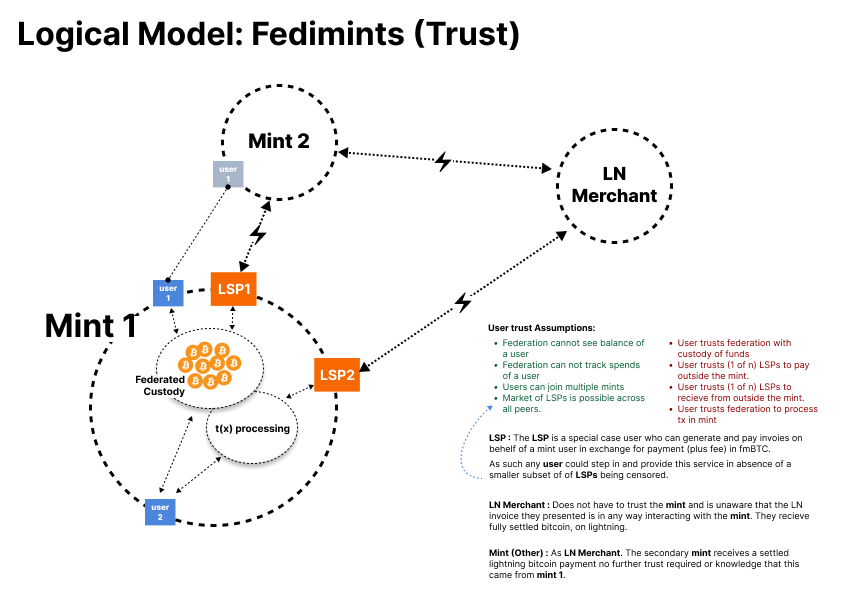 Logical Model: Fedimints (Trust)
Mint 2
LN
Merchant
user
1
user
1
LSP1
Mint 1
LSP2
Federated
Custody
t(x) processing
user
2
User trust Assumptions:
• Federation cannot see balance of
a user
• Federation can not track spends
of a user
• Users can join multiple mints
• Market of LSPs is possible across
all peers.
• User trusts federation with
custody of funds
• User trusts (1 of n) LSPs to pay
outside the mint.
• User trusts (1 of n) LSPs to
recieve from outside the mint.
• User trusts federation to process
tx in mint
LSP : The LSP is a special case user who can generate and pay invoies on
behelf of a mint user in exchange for payment (plus fee) in fmBTC.
As such any user could step in and provide this service in absence of a
smaller subset of of LSPs being censored.
LN Merchant : Does not have to trust the mint and is unaware that the LN
invoice they presented is in any way interacting with the mint. They recieve
fully settled bitcoin, on lightning.
Mint (Other) : As LN Merchant. The secondary mint receives a settled
lightning bitcoin payment no further trust required or knowledge that this
came from mint 1.